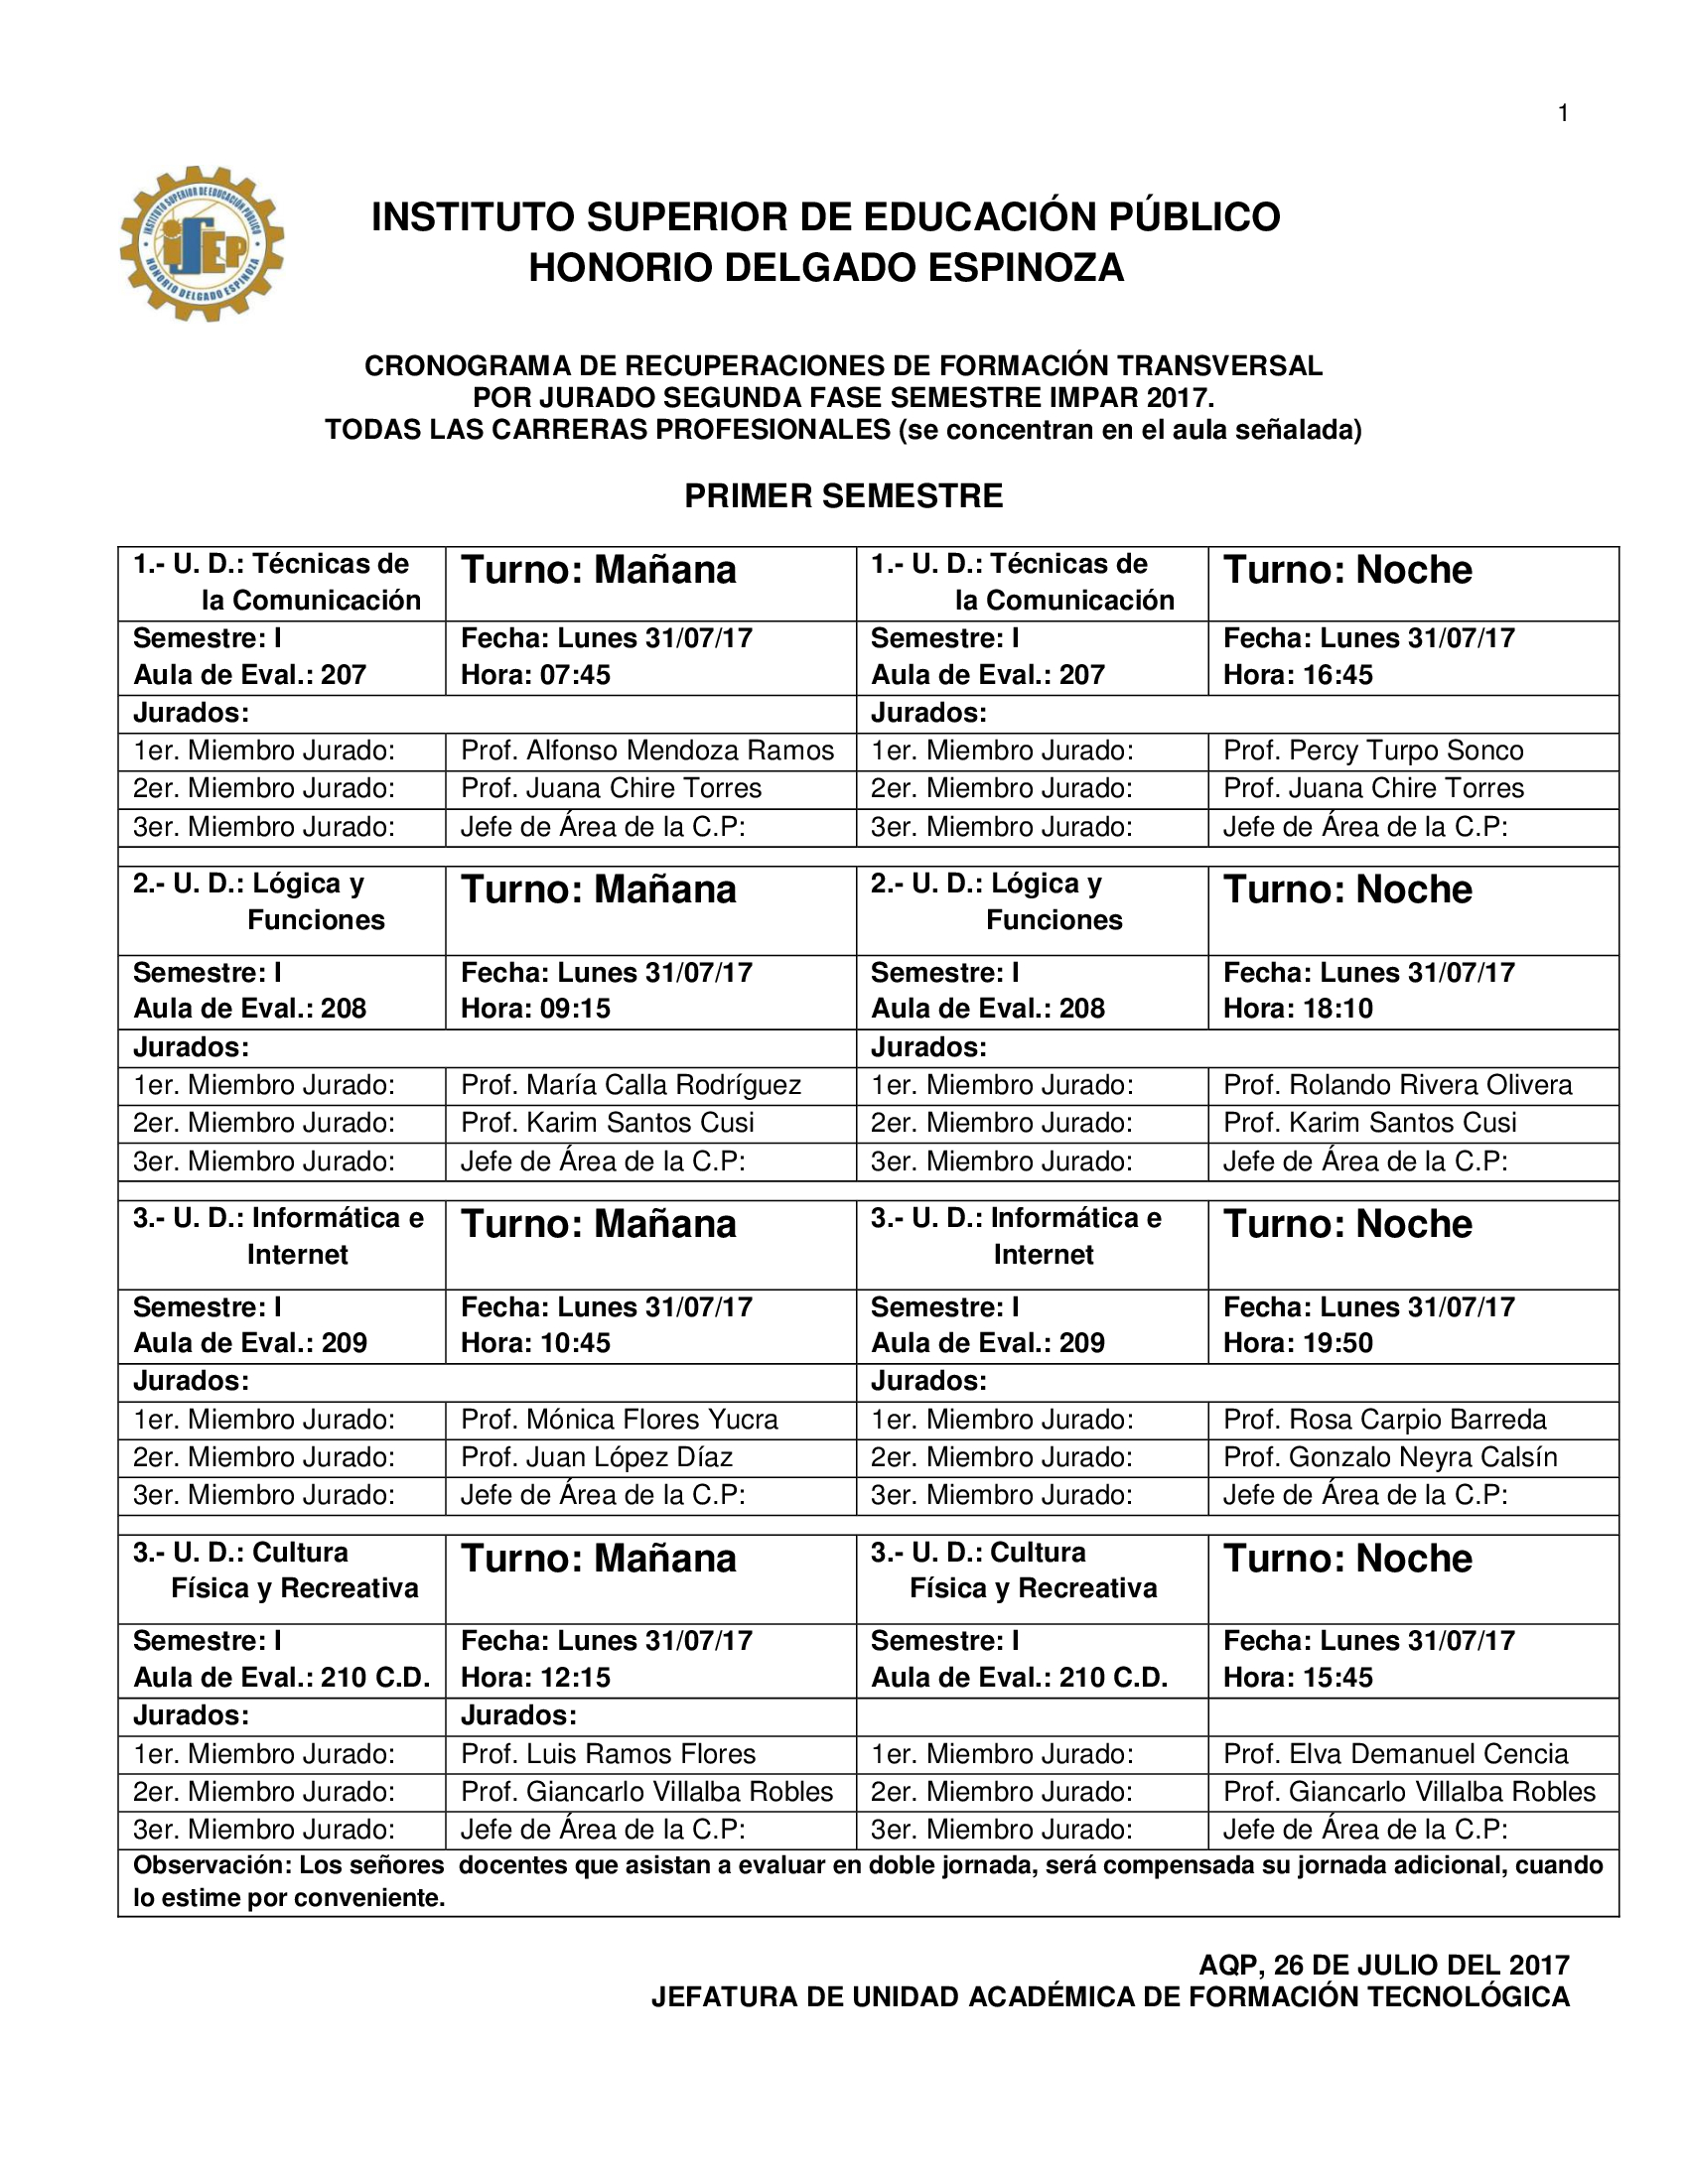 1
INSTITUTO SUPERIOR DE EDUCACIÓN PÚBLICO
HONORIO DELGADO ESPINOZA
INSTITUTO SUPERIOR DE EDUCACIÓN PÚBLICO
iSEP
HONORIO DELGADO ESPINOZA
CRONOGRAMA DE RECUPERACIONES DE FORMACIÓN TRANSVERSAL
POR JURADO SEGUNDA FASE SEMESTRE IMPAR 2017.
TODAS LAS CARRERAS PROFESIONALES (se concentran en el aula señalada)
PRIMER SEMESTRE
1.- U. D.: Técnicas de la Comunicación Turno: Mañana 1.- U. D.: Técnicas de la Comunicación Turno: Noche
Semestre: I Fecha: Lunes 31/07/17 Semestre: I Fecha: Lunes 31/07/17
Aula de Eval.: 207 Hora: 07:45 Aula de Eval.: 207 Hora: 16:45
Jurados: Jurados:
1er. Miembro Jurado: Prof. Alfonso Mendoza Ramos 1er. Miembro Jurado: Prof. Percy Turpo Sonco
2er. Miembro Jurado: Prof. Juana Chire Torres 2er. Miembro Jurado: Prof. Juana Chire Torres
3er. Miembro Jurado: Jefe de Área de la C.P: 3er. Miembro Jurado: Jefe de Área de la C.P:
2.- U. D.: Lógica y Funciones Turno: Mañana 2.- U. D.: Lógica y Funciones Turno: Noche
Semestre: I Fecha: Lunes 31/07/17 Semestre: I Fecha: Lunes 31/07/17
Aula de Eval.: 208 Hora: 09:15 Aula de Eval.: 208 Hora: 18:10
Jurados: Jurados:
1er. Miembro Jurado: Prof. María Calla Rodríguez 1er. Miembro Jurado: Prof. Rolando Rivera Olivera
2er. Miembro Jurado: Prof. Karim Santos Cusi 2er. Miembro Jurado: Prof. Karim Santos Cusi
3er. Miembro Jurado: Jefe de Área de la C.P: 3er. Miembro Jurado: Jefe de Área de la C.P:
3.- U. D.: Informática e Internet Turno: Mañana 3.- U. D.: Informática e Internet Turno: Noche
Semestre: I Fecha: Lunes 31/07/17 Semestre: I Fecha: Lunes 31/07/17
Aula de Eval.: 209 Hora: 10:45 Aula de Eval.: 209 Hora: 19:50
Jurados: Jurados:
1er. Miembro Jurado: Prof. Mónica Flores Yucra 1er. Miembro Jurado: Prof. Rosa Carpio Barreda
2er. Miembro Jurado: Prof. Juan López Díaz 2er. Miembro Jurado: Prof. Gonzalo Neyra Calsín
3er. Miembro Jurado: Jefe de Área de la C.P: 3er. Miembro Jurado: Jefe de Área de la C.P:
3.- U. D.: Cultura Física y Recreativa Turno: Mañana 3.- U. D.: Cultura Física y Recreativa Turno: Noche
Semestre: I Fecha: Lunes 31/07/17 Semestre: I Fecha: Lunes 31/07/17
Aula de Eval.: 210 C.D. Hora: 12:15 Aula de Eval.: 210 C.D. Hora: 15:45
Jurados: Jurados:
1er. Miembro Jurado: Prof. Luis Ramos Flores 1er. Miembro Jurado: Prof. Elva Demanuel Cencia
2er. Miembro Jurado: Prof. Giancarlo Villalba Robles 2er. Miembro Jurado: Prof. Giancarlo Villalba Robles
3er. Miembro Jurado: Jefe de Área de la C.P: 3er. Miembro Jurado: Jefe de Área de la C.P:
Observación: Los señores docentes que asistan a evaluar en doble jornada, será compensada su jornada adicional, cuando
lo estime por conveniente.
AQP, 26 DE JULIO DEL 2017
JEFATURA DE UNIDAD ACADÉMICA DE FORMACIÓN TECNOLÓGICA